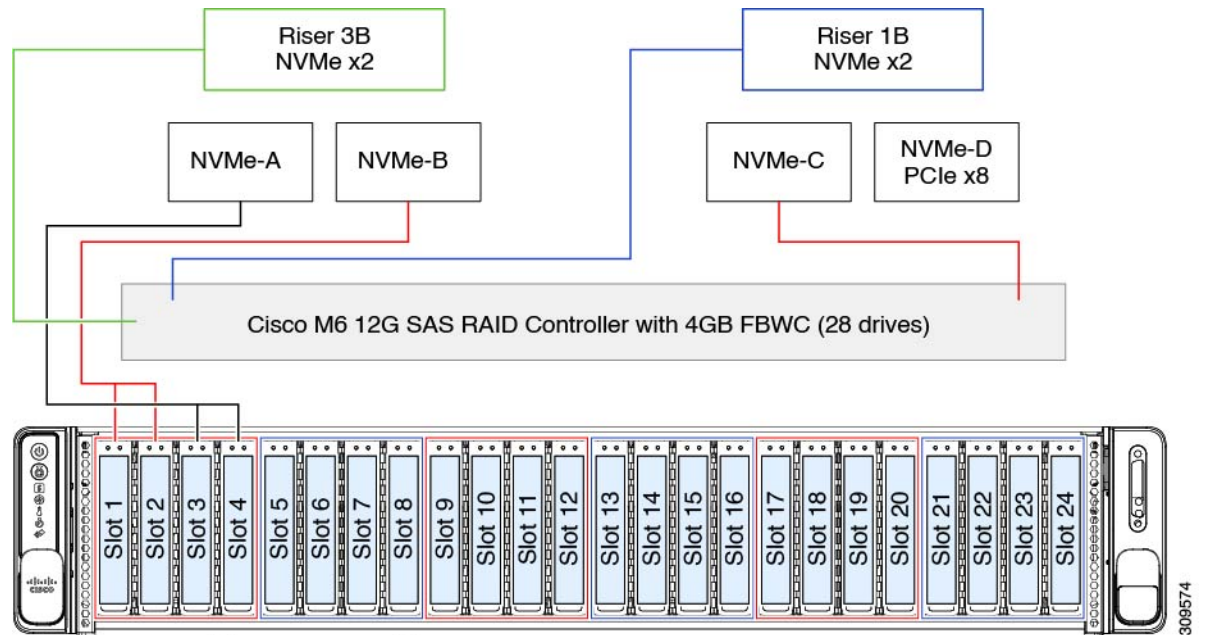 Riser 3B
NVMe x2
Riser 1B
NVMe x2
NVMe-A
NVMe-B
NVMe-C
NVMe-D
PCIe x8
Cisco M6 12G SAS RAID Controller with 4GB FBWC (28 drives)
Slot 1
Slot 2
Slot 3
Slot 4
Slot 5
Slot 6
Slot 7
Slot 8
Slot 9
Slot 10
Slot 11
Slot 12
Slot 13
Slot 14
Slot 15
Slot 16
Slot 17
Slot 18
Slot 19
Slot 20
Slot 21
Slot 22
Slot 23
Slot 24
CISCO
309574